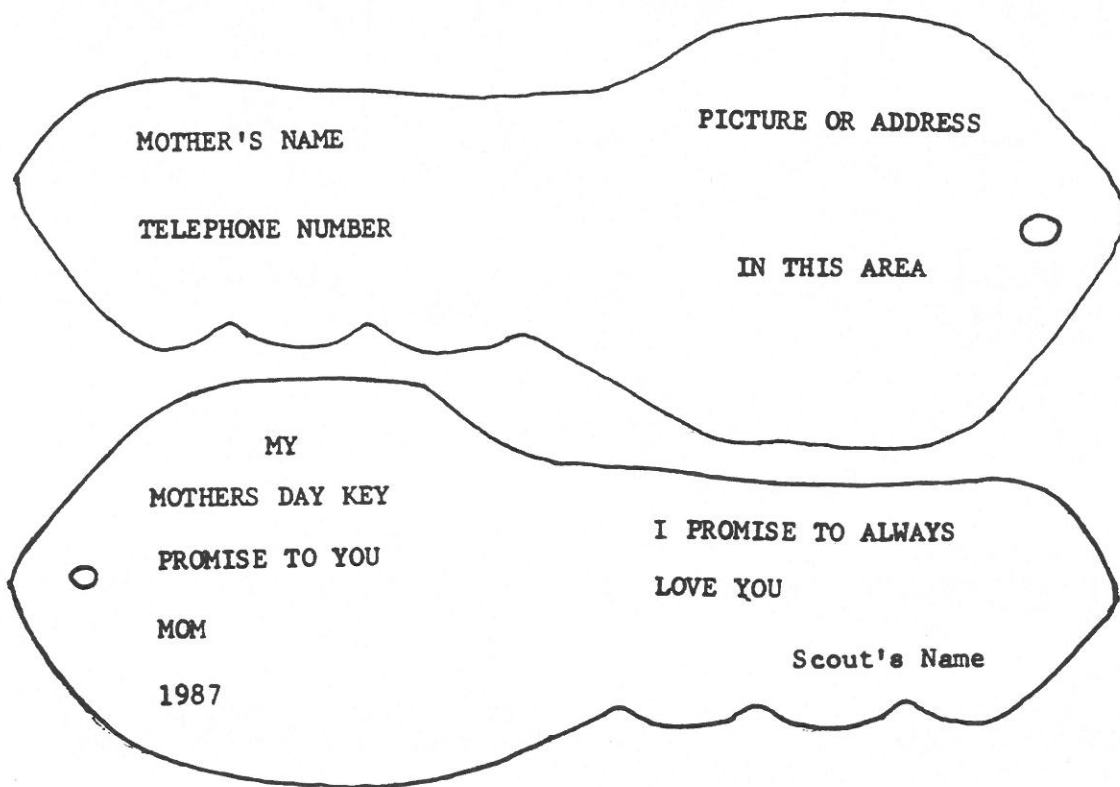 MOTHER'S NAME
TELEPHONE NUMBER
PICTURE OR ADDRESS
IN THIS AREA
MY
MOTHERS DAY KEY
PROMISE TO YOU
MOM
1987
I PROMISE TO ALWAYS
LOVE YOU
Scout's Name